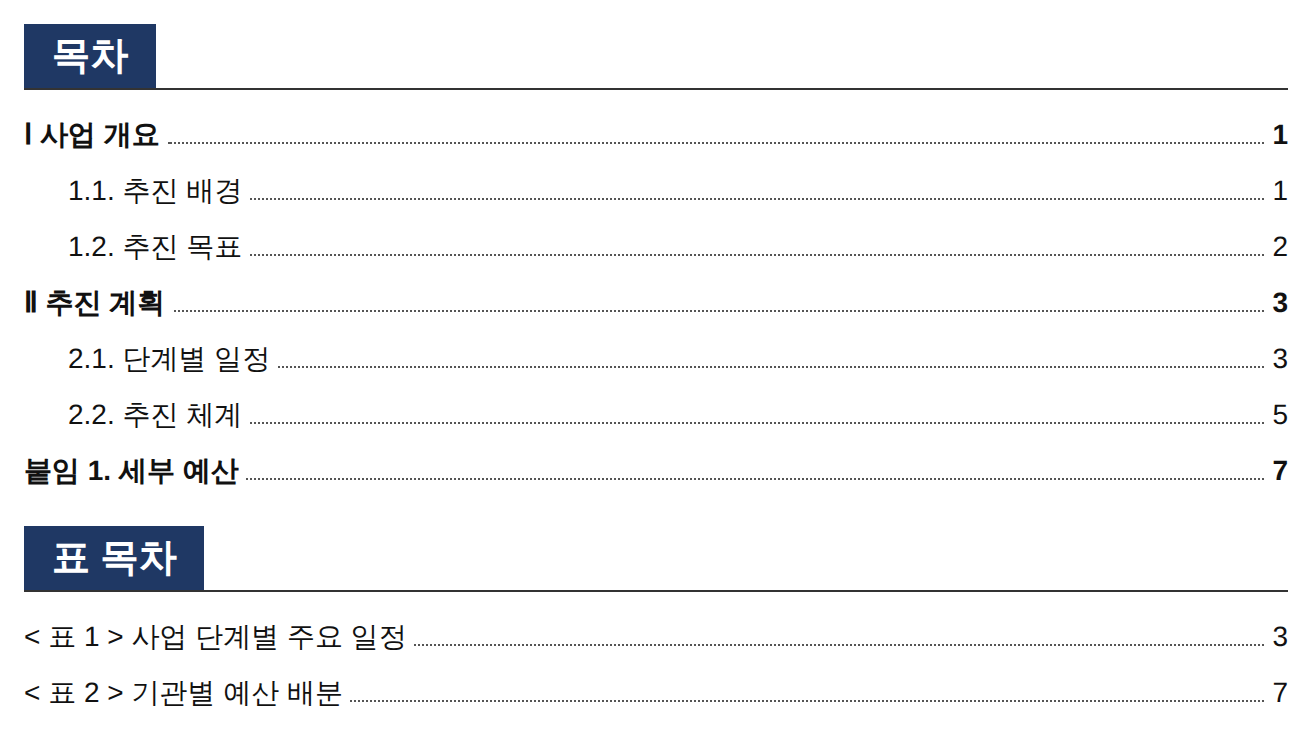 목차
Ⅰ 사업 개요 1
1.1. 추진 배경 1
1.2. 추진 목표 2
Ⅱ 추진 계획 3
2.1. 단계별 일정 3
2.2. 추진 체계 5
붙임 1. 세부 예산 7
표 목차
< 표 1 > 사업 단계별 주요 일정 3
< 표 2 > 기관별 예산 배분 7